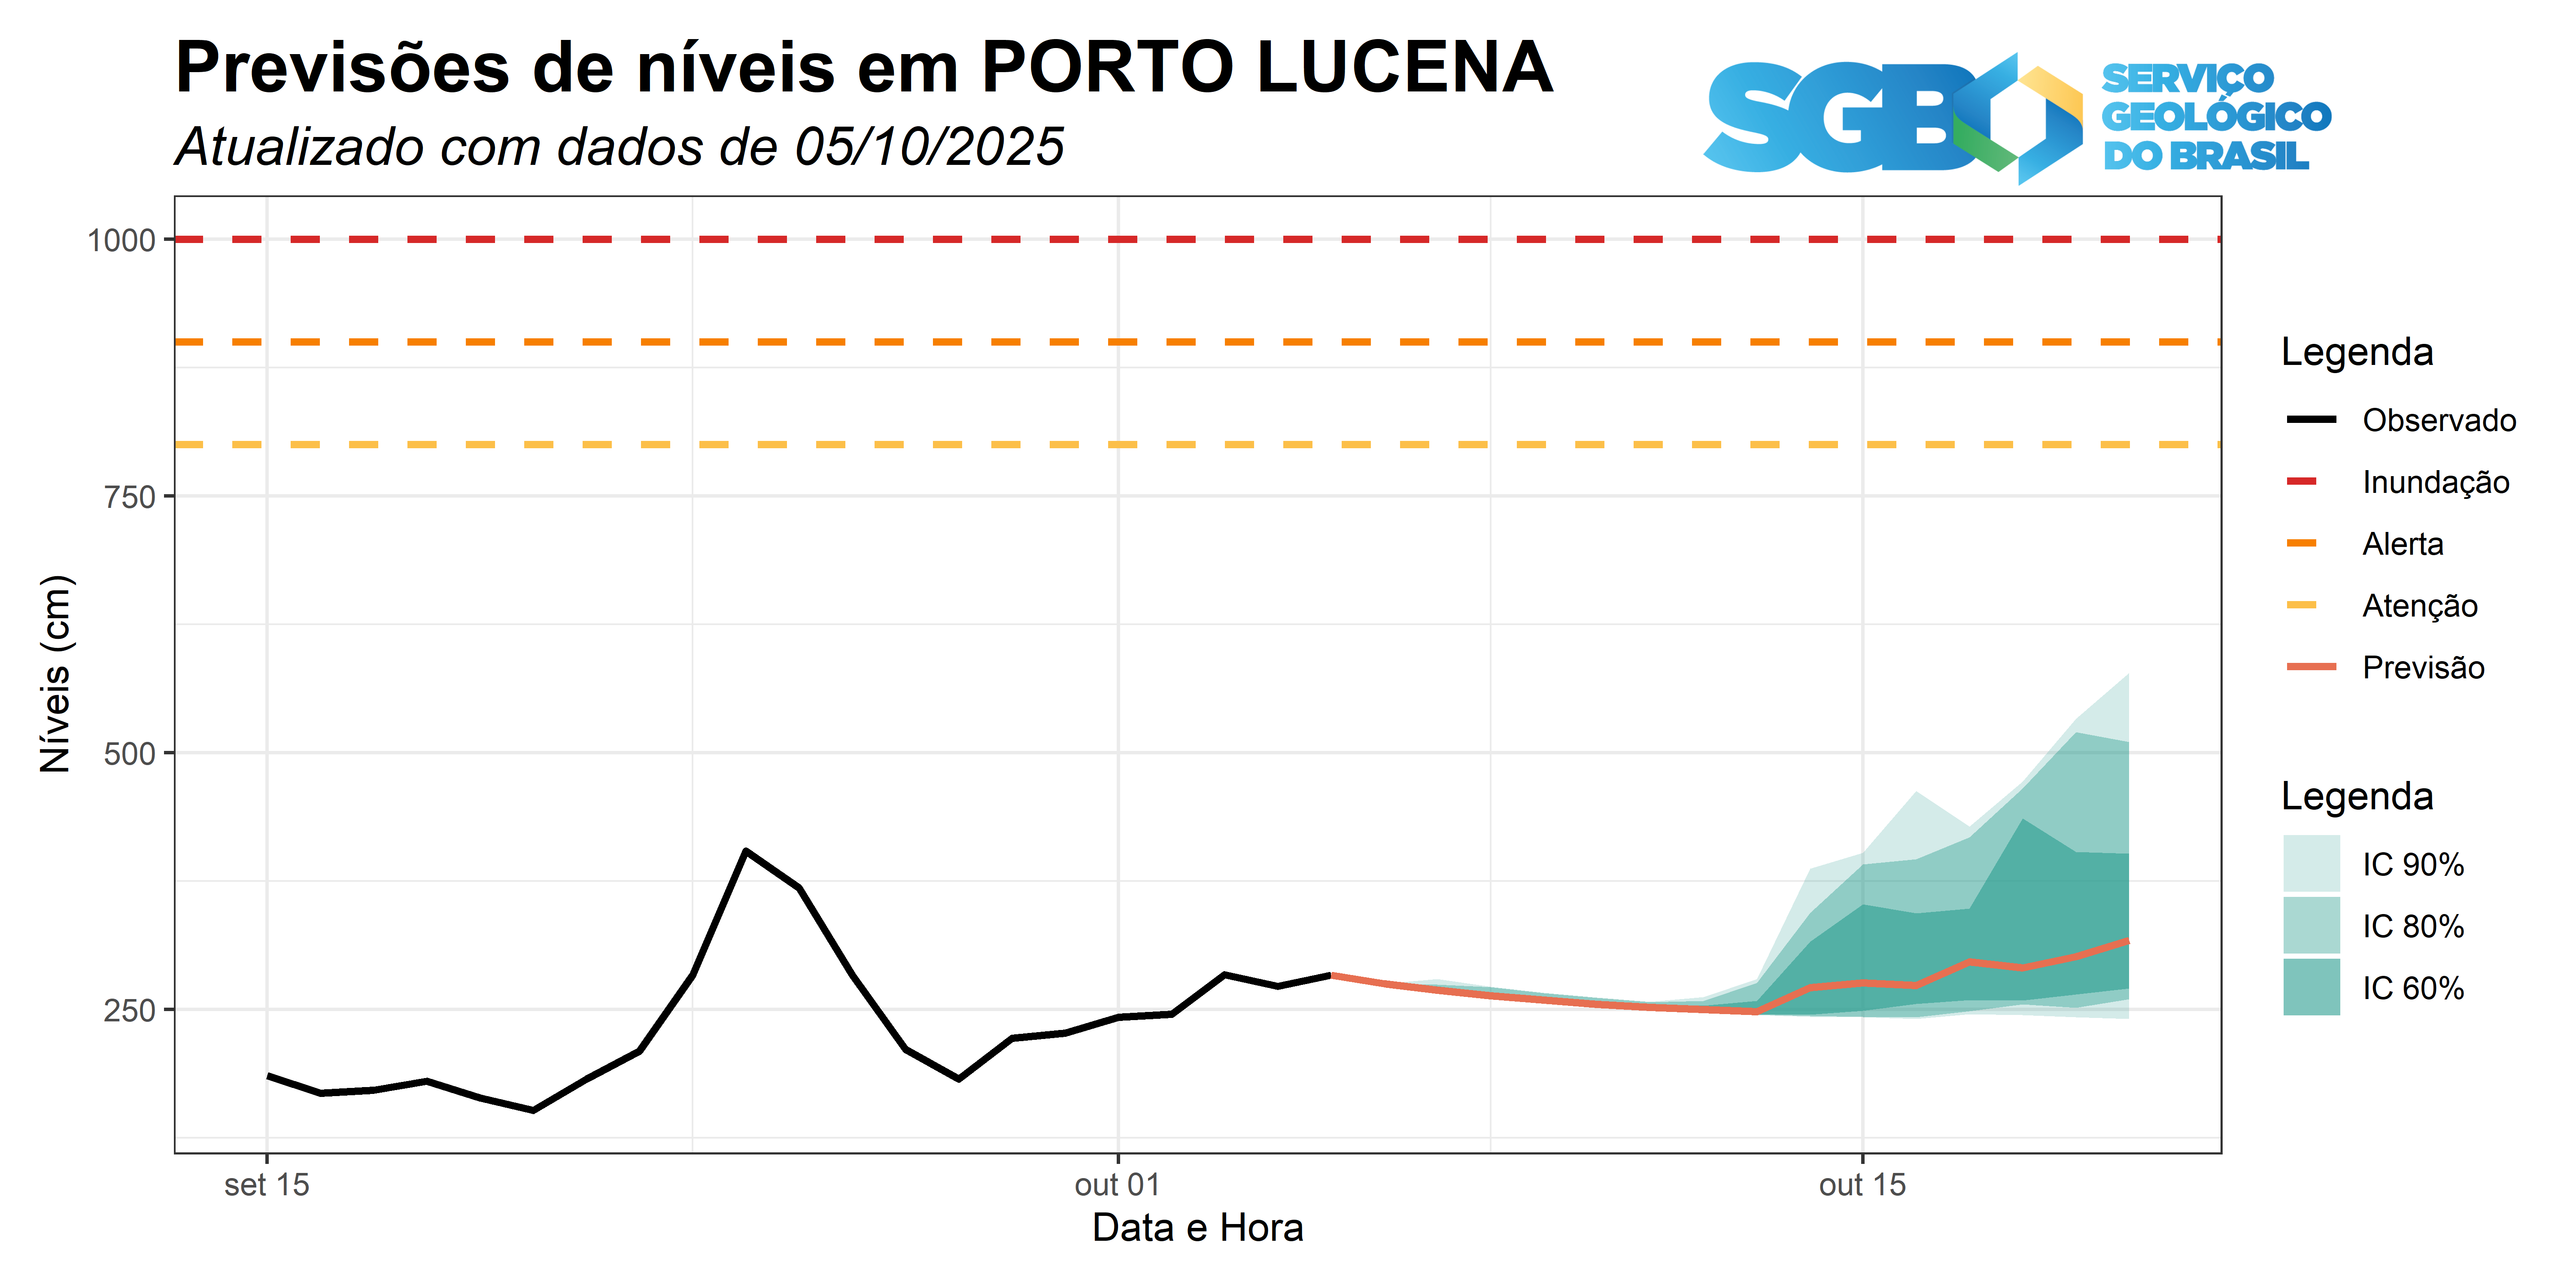 Previsões de níveis em PORTO LUCENA
Atualizado com dados de 05/10/2025
SGB
SERVIÇO
GEOLÓGICO
DO BRASIL
Níveis (cm)
1000
750
500
250
set 15
out 01
out 15
Data e Hora
Legenda
Observado
Inundação
Alerta
Atenção
Previsão
Legenda
IC 90%
IC 80%
IC 60%